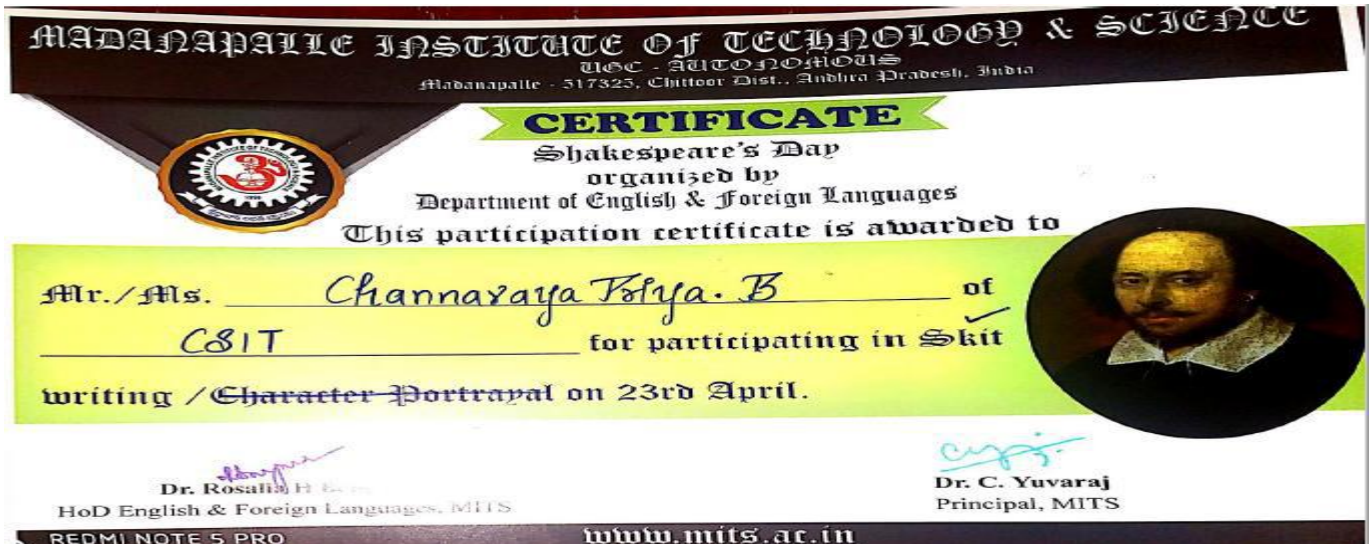 MADANAPALLE INSTITUTE OF TECHNOLOGY & SCIENCE
UGC - AUTONOMOUS
Madanapalle - 517325, Chittoor Dist., Andhra Pradesh, India
CERTIFICATE
Shakespeare's Day
organized by
Department of English & Foreign Languages
This participation certificate is awarded to
Mr./Ms. Channaraya Priya. B of
CSIT for participating in Skit
writing / Character Portrayal on 23rd April.
Dr. Rosalia H
HoD English & Foreign Languages, MITS
Dr. C. Yuvaraj
Principal, MITS
REDMI NOTE 5 PRO
www.mits.ac.in